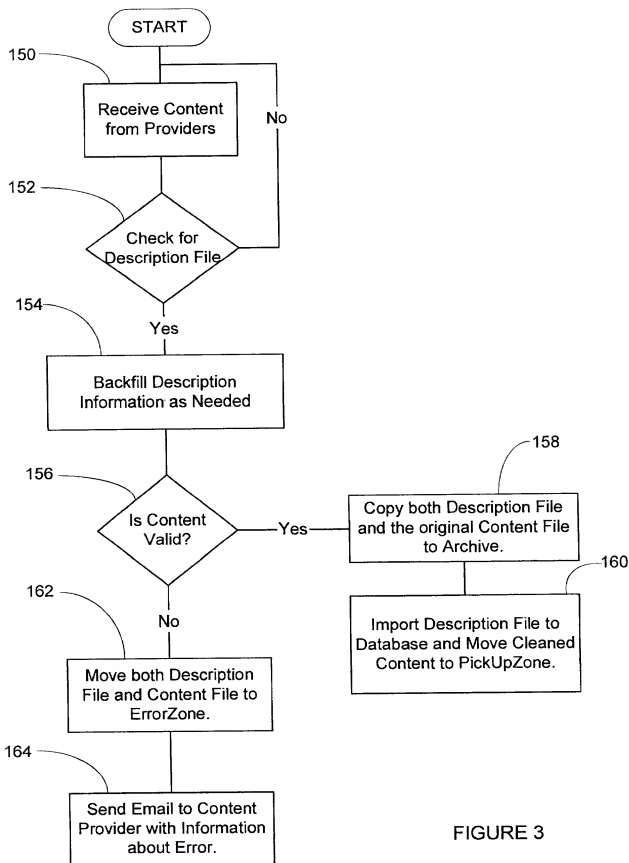 START
150
Receive Content
from Providers
No
152
Check for
Description File
Yes
154
Backfill Description
Information as Needed
156
Is Content
Valid?
Yes
158
Copy both Description File
and the original Content File
to Archive.
160
Import Description File to
Database and Move Cleaned
Content to PickUpZone.
No
162
Move both Description
File and Content File to
ErrorZone.
164
Send Email to Content
Provider with Information
about Error.
FIGURE 3